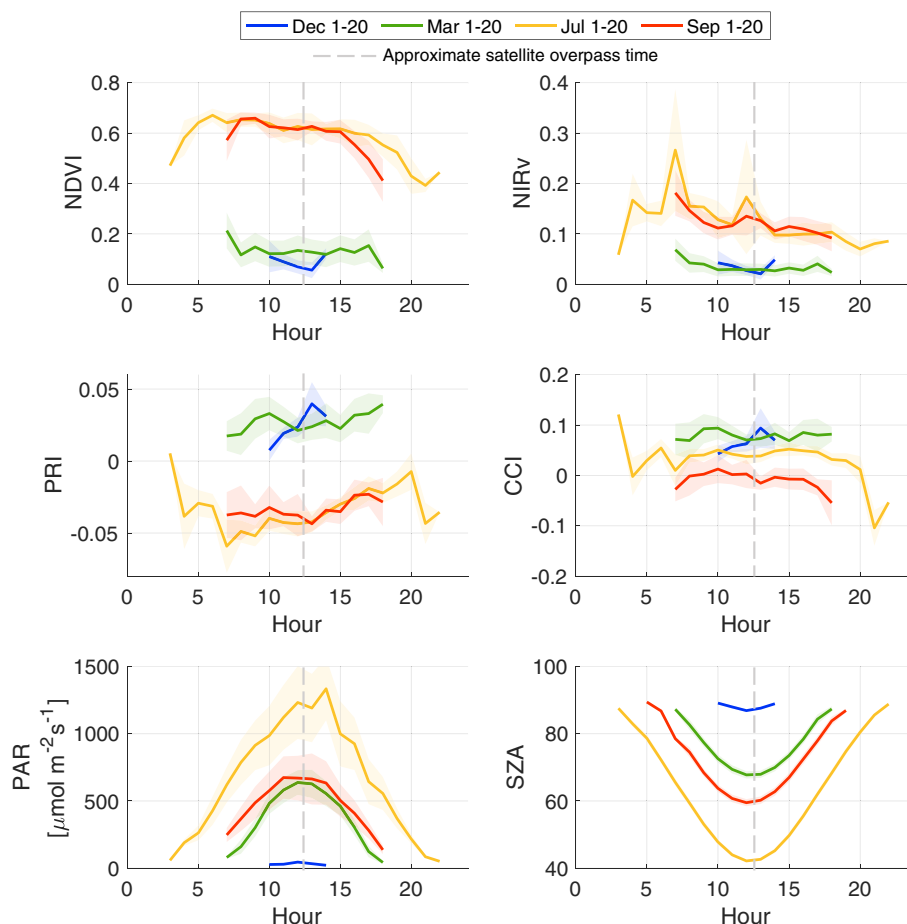 Dec 1-20 Mar 1-20 Jul 1-20 Sep 1-20
Approximate satellite overpass time
0.8
0.6
0.4
0.2
0
NDVI
0 5 10 15 20
Hour
0.4
0.3
0.2
0.1
0
NIRv
0 5 10 15 20
Hour
0.05
0
-0.05
PRI
0 5 10 15 20
Hour
0.2
0.1
0
-0.1
-0.2
CCI
0 5 10 15 20
Hour
1500
1000
500
0
PAR
[μmol m⁻²s⁻¹]
0 5 10 15 20
Hour
100
80
60
40
SZA
0 5 10 15 20
Hour